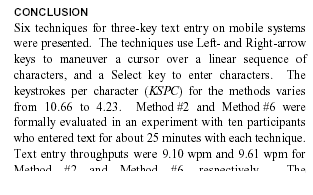 CONCLUSION
Six techniques for three-key text entry on mobile systems
were presented. The techniques use Left- and Right-arrow
keys to maneuver a cursor over a linear sequence of
characters, and a Select key to enter characters. The
keystrokes per character (KSPC) for the methods varies
from 10.66 to 4.23. Method #2 and Method #6 were
formally evaluated in an experiment with ten participants
who entered text for about 25 minutes with each technique.
Text entry throughputs were 9.10 wpm and 9.61 wpm for
Method #2 and Method #6, respectively. The